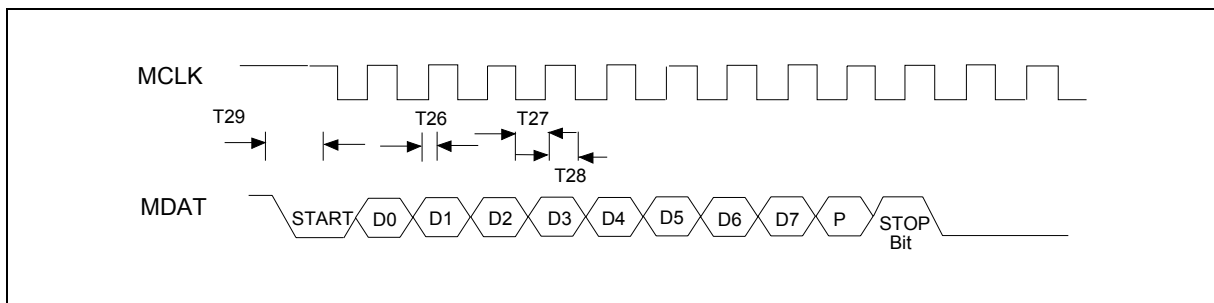 MCLK
T29
T26
T27
T28
MDAT
START
D0
D1
D2
D3
D4
D5
D6
D7
P
STOP
Bit